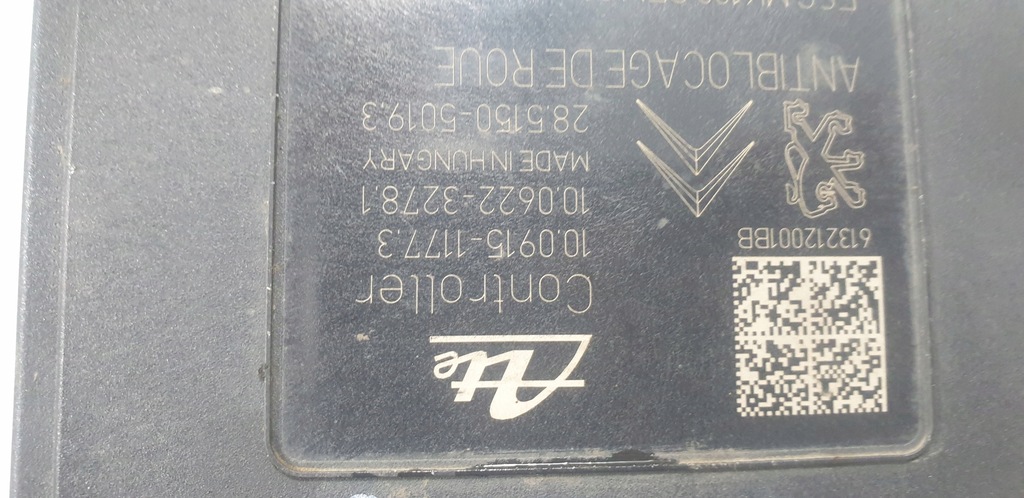 Ate
Controller
10.0915-1177.3
10.0622-3278.1
MADE IN HUNGARY
28.5150-5019.3
613212001BB
ANTIBLOCAGE DE ROUE